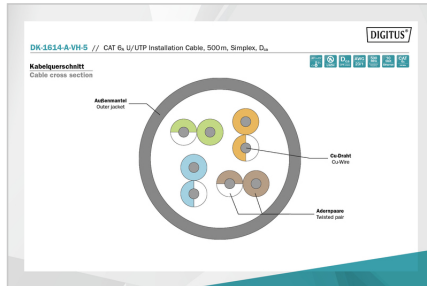 DIGITUS®
DK-1614-A-VH-5 // CAT 6A U/UTP Installation Cable, 500m, Simplex, Dca
Kabelquerschnitt
Cable cross section
Außenmantel
Outer jacket
Cu-Draht
Cu-Wire
Adernpaare
Twisted pair